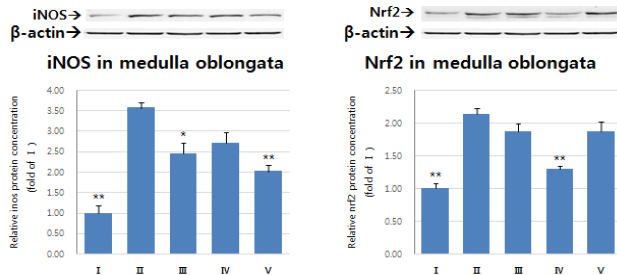 iNOS→
β-actin→
iNOS in medulla oblongata
Relative inos protein concentration
(fold of I )
4.00
3.50
3.00
2.50
2.00
1.50
1.00
0.50
0.00
**
*
**
I
II
III
IV
V
Nrf2→
β-actin→
Nrf2 in medulla oblongata
Relative nrf2 protein concentration
(fold of I )
2.50
2.00
1.50
1.00
0.50
0.00
**
**
I
II
III
IV
V